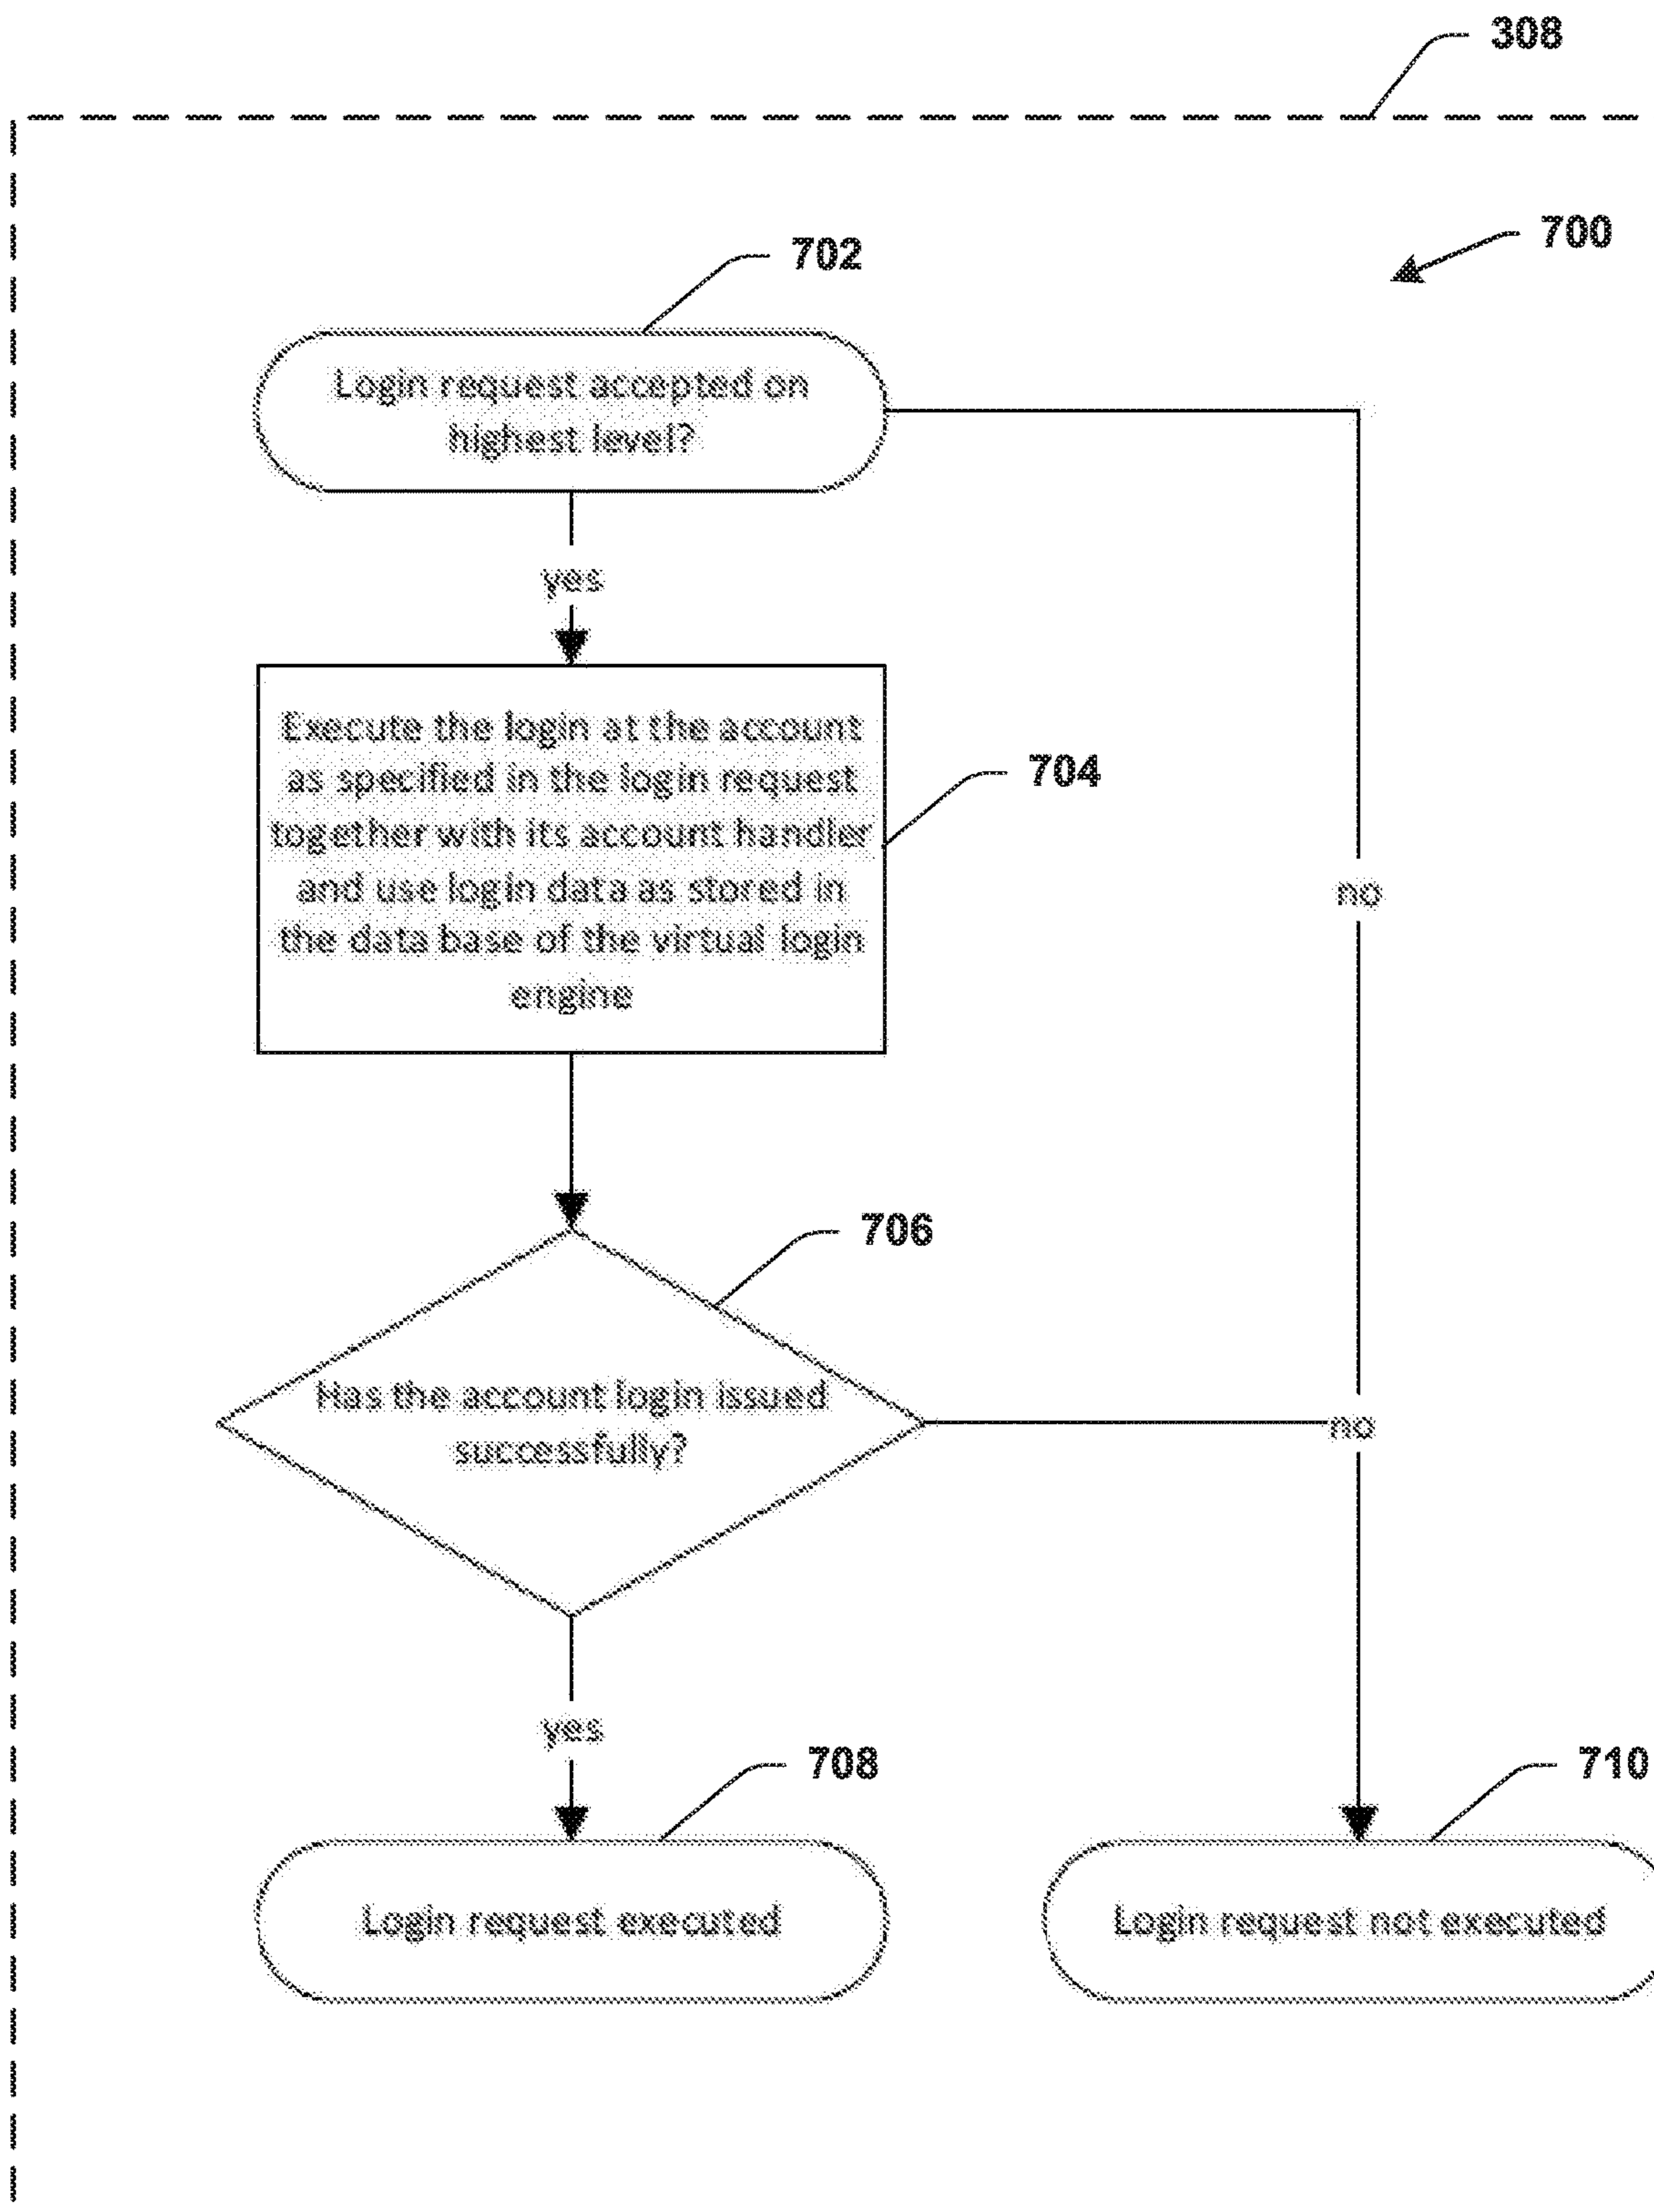 308
700
702
Login request accepted on
highest level?
yes
Execute the login at the account
as specified in the login request
together with its account handler
and use login data as stored in
the data base of the virtual login
engine
704
no
706
Has the account login issued
successfully?
no
yes
708
710
Login request executed
Login request not executed